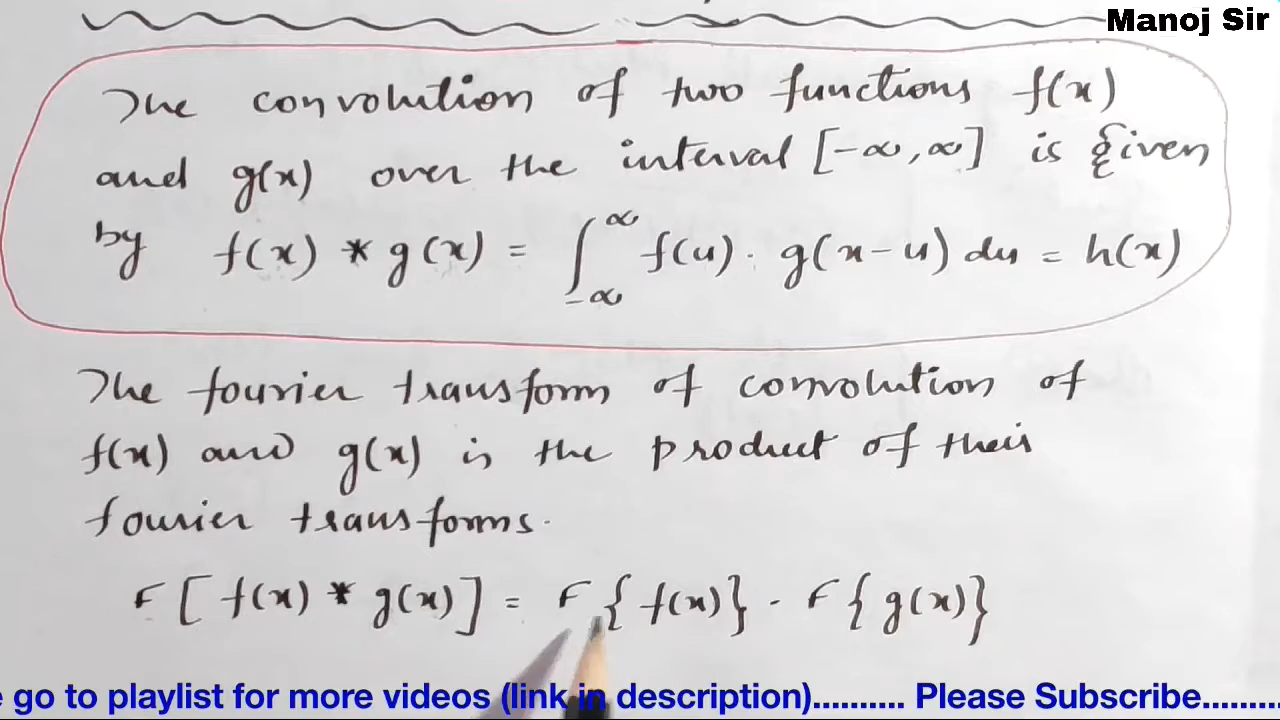 Manoj Sir
The convolution of two functions f(x)
and g(x) over the interval [-∞, ∞] is given
by f(x) * g(x) = ∫_{-∞}^{∞} f(u) . g(x-u) du = h(x)
The fourier transform of convolution of
f(x) and g(x) is the product of their
fourier transforms.
F[f(x) * g(x)] = F{f(x)} . F{g(x)}
e go to playlist for more videos (link in description).......... Please Subscribe.........